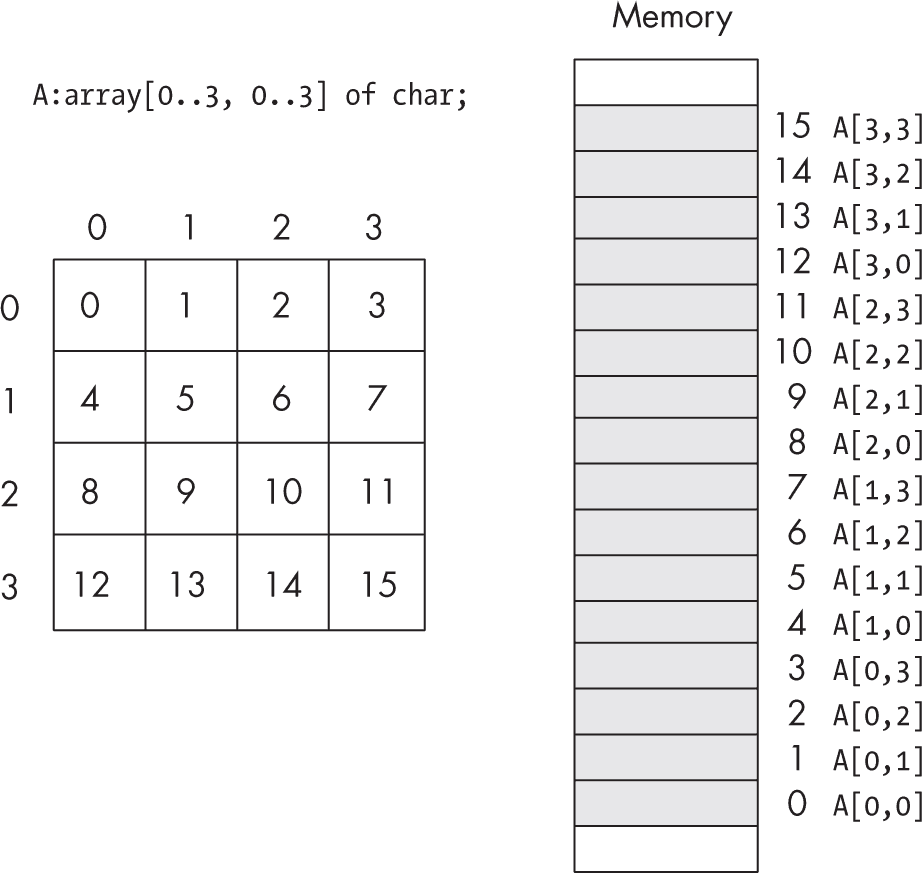 Memory
A:array[0..3, 0..3] of char;
0 1 2 3
0 0 1 2 3
1 4 5 6 7
2 8 9 10 11
3 12 13 14 15
15 A[3,3]
14 A[3,2]
13 A[3,1]
12 A[3,0]
11 A[2,3]
10 A[2,2]
9 A[2,1]
8 A[2,0]
7 A[1,3]
6 A[1,2]
5 A[1,1]
4 A[1,0]
3 A[0,3]
2 A[0,2]
1 A[0,1]
0 A[0,0]